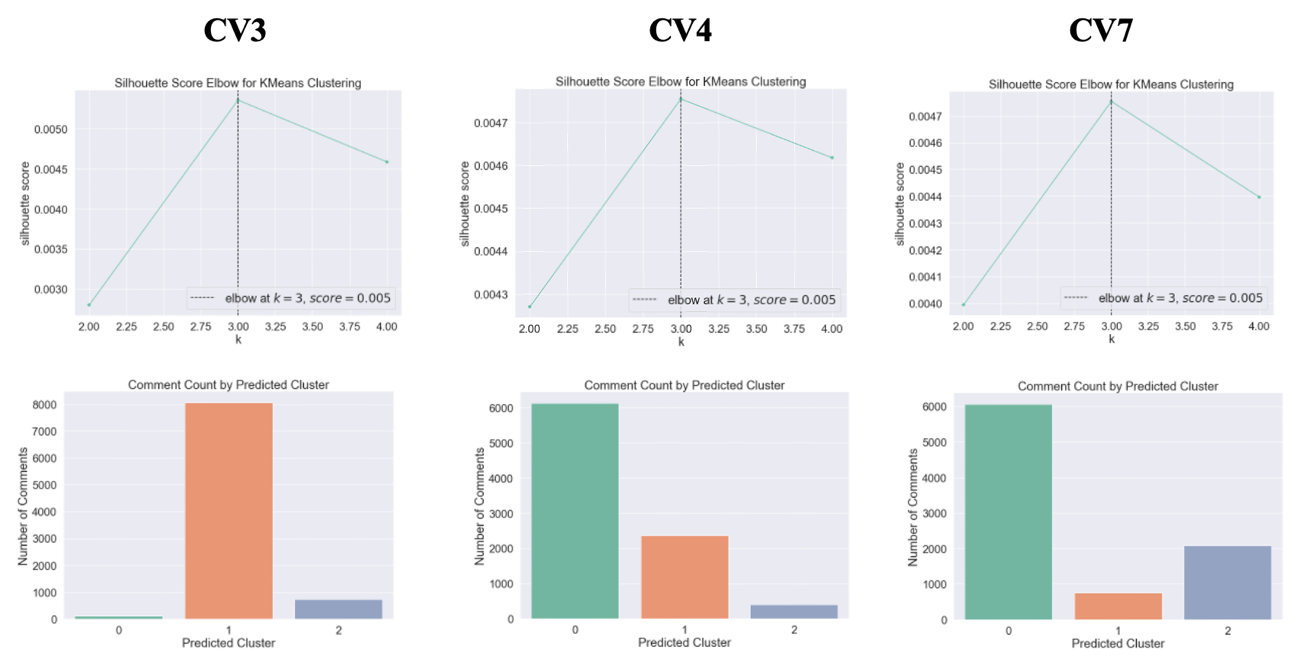 CV3
CV4
CV7
Silhouette Score Elbow for KMeans Clustering
silhouette score
0.0050
0.0045
0.0040
0.0035
0.0030
elbow at k = 3, score = 0.005
2.00 2.25 2.50 2.75 3.00 3.25 3.50 3.75 4.00
k
Silhouette Score Elbow for KMeans Clustering
silhouette score
0.0047
0.0046
0.0045
0.0044
0.0043
elbow at k = 3, score = 0.005
2.00 2.25 2.50 2.75 3.00 3.25 3.50 3.75 4.00
k
Silhouette Score Elbow for KMeans Clustering
silhouette score
0.0047
0.0046
0.0045
0.0044
0.0043
0.0042
0.0041
0.0040
elbow at k = 3, score = 0.005
2.00 2.25 2.50 2.75 3.00 3.25 3.50 3.75 4.00
k
Comment Count by Predicted Cluster
Number of Comments
8000
7000
6000
5000
4000
3000
2000
1000
0
0 1 2
Predicted Cluster
Comment Count by Predicted Cluster
Number of Comments
6000
5000
4000
3000
2000
1000
0
0 1 2
Predicted Cluster
Comment Count by Predicted Cluster
Number of Comments
6000
5000
4000
3000
2000
1000
0
0 1 2
Predicted Cluster